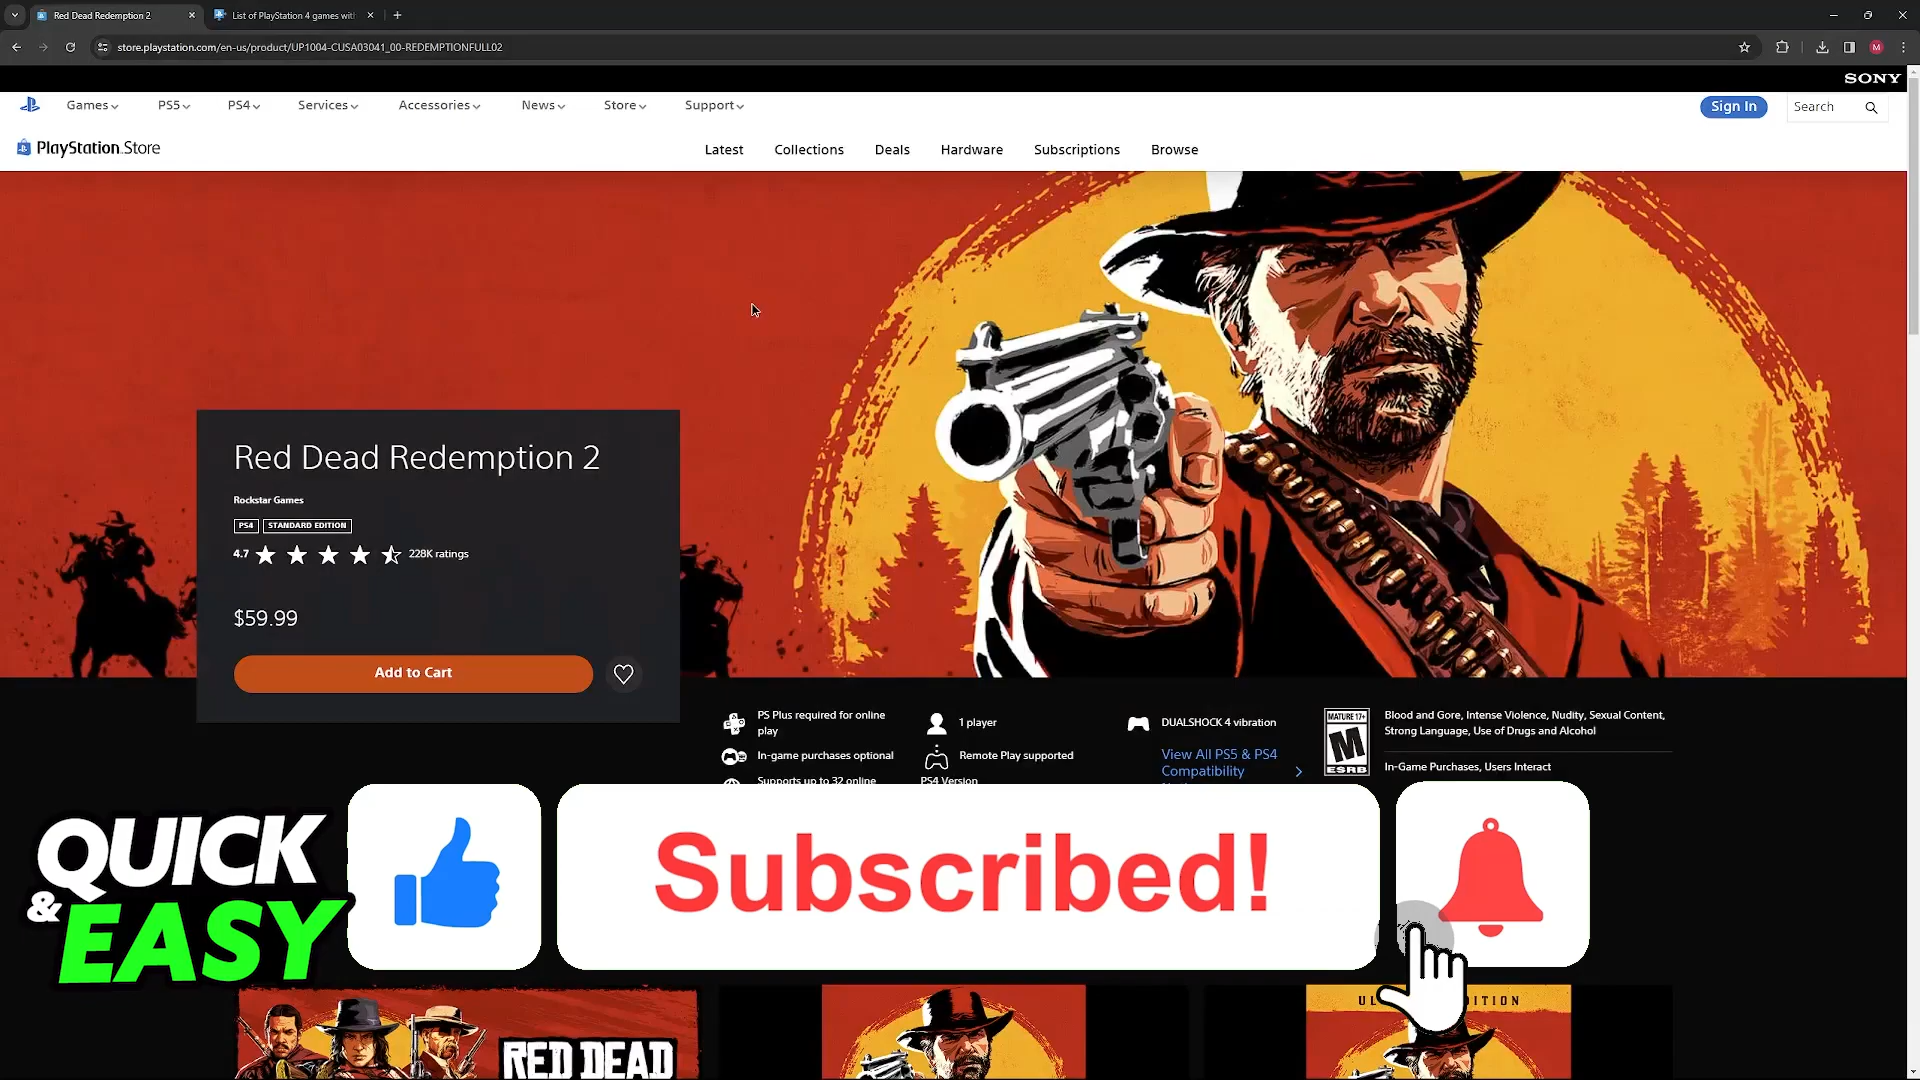 Red Dead Redemption 2
List of PlayStation 4 games with
store.playstation.com/en-us/product/UP1004-CUSA03041_00-REDEMPTIONFULL02
M
SONY
Games
PS5
PS4
Services
Accessories
News
Store
Support
Sign In
Search
PlayStation Store
Latest
Collections
Deals
Hardware
Subscriptions
Browse
Red Dead Redemption 2
Rockstar Games
PS4
STANDARD EDITION
4.7
228K ratings
$59.99
Add to Cart
PS Plus required for online
play
In-game purchases optional
Supports up to 32 online
1 player
Remote Play supported
PS4 Version
DUALSHOCK 4 vibration
View All PS5 & PS4
Compatibility
MATURE 17+
M
ESRB
Blood and Gore, Intense Violence, Nudity, Sexual Content,
Strong Language, Use of Drugs and Alcohol
In-Game Purchases, Users Interact
QUICK
& EASY
Subscribed!
RED DEAD